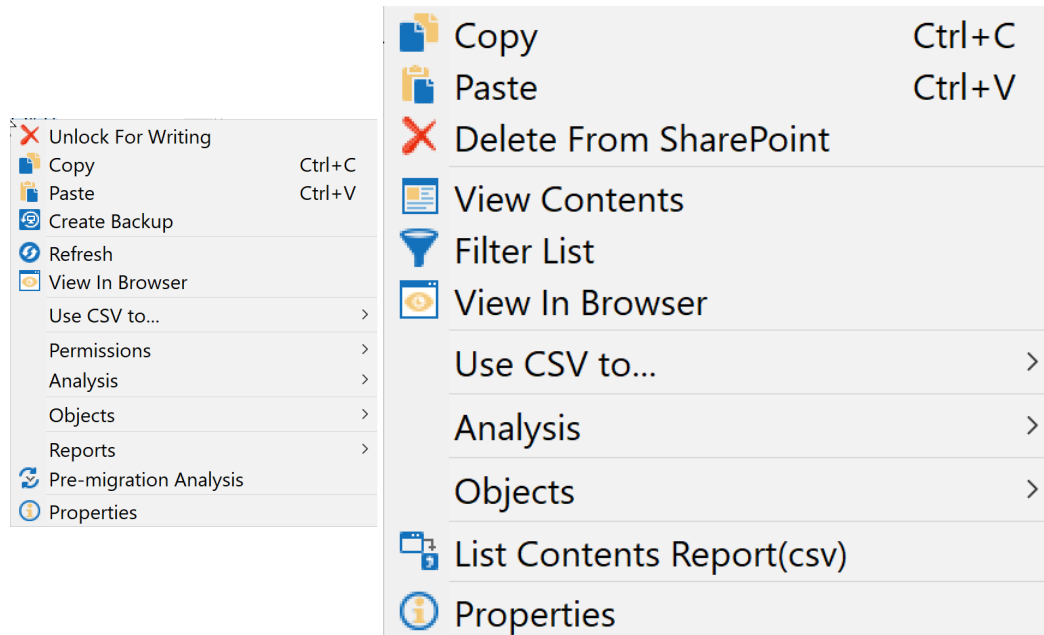 Unlock For Writing
Copy Ctrl+C
Paste Ctrl+V
Create Backup
Refresh
View In Browser
Use CSV to...
Permissions
Analysis
Objects
Reports
Pre-migration Analysis
Properties
Copy Ctrl+C
Paste Ctrl+V
Delete From SharePoint
View Contents
Filter List
View In Browser
Use CSV to...
Analysis
Objects
List Contents Report(csv)
Properties